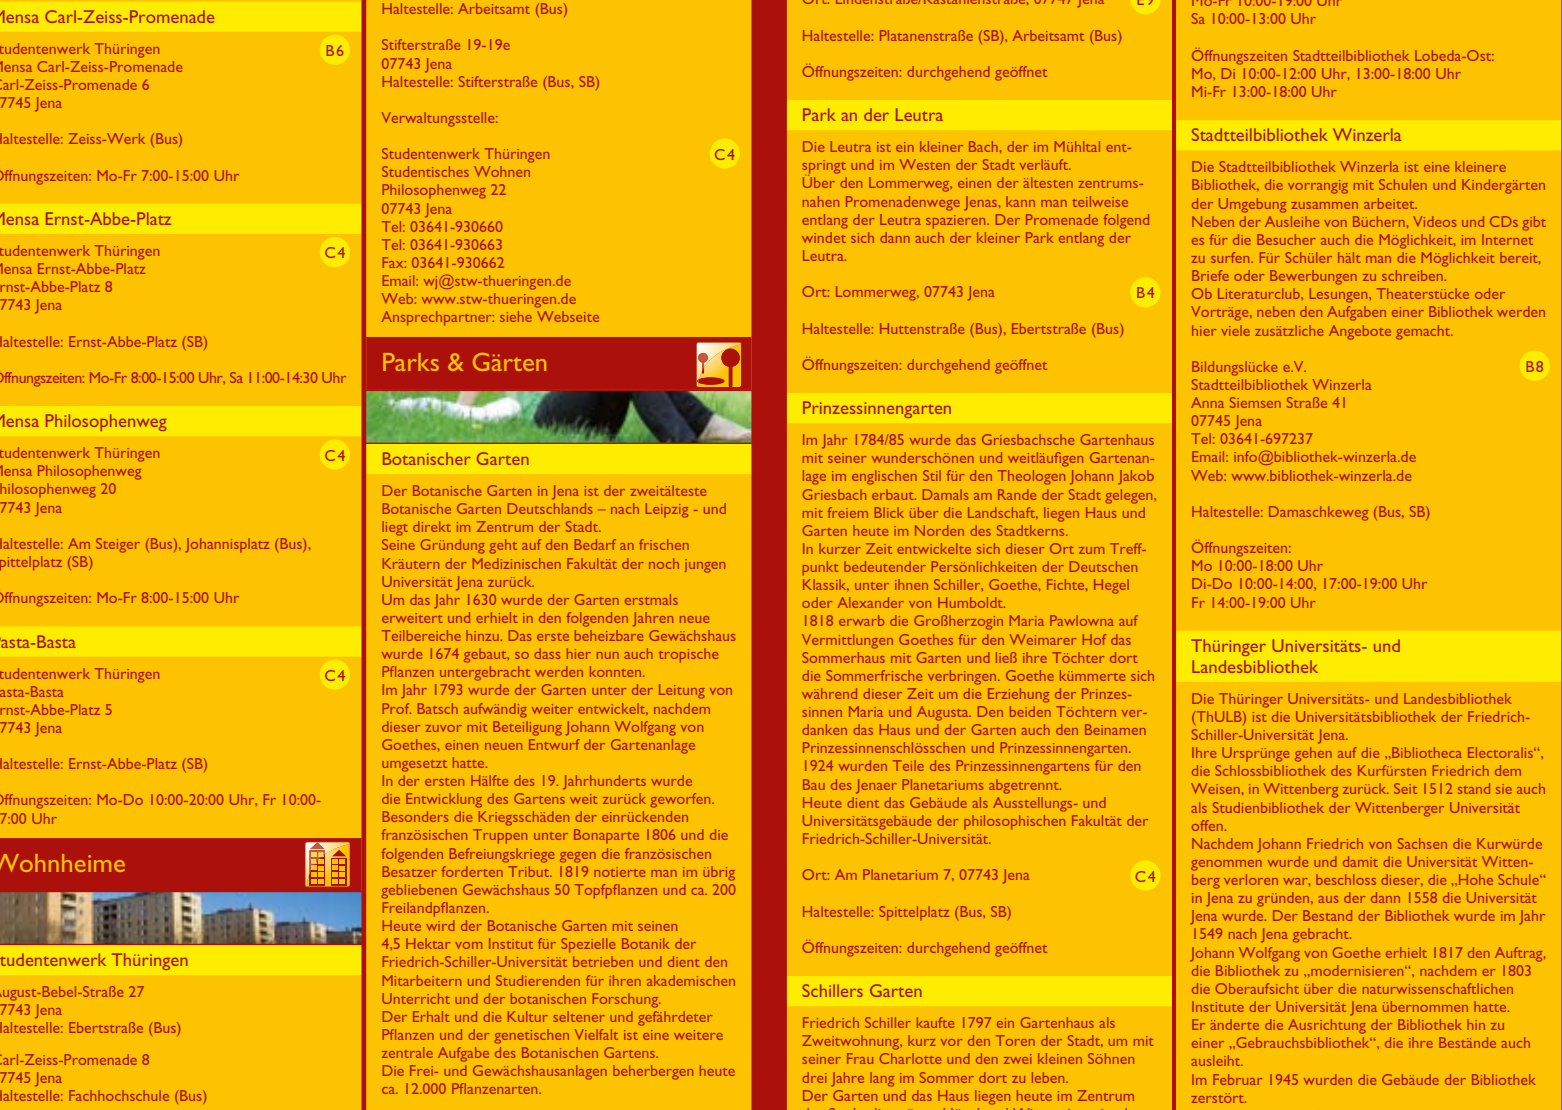 Mensa Carl-Zeiss-Promenade
tudentenwerk Thüringen
B6
Mensa Carl-Zeiss-Promenade
Carl-Zeiss-Promenade 6
7745 Jena
Haltestelle: Zeiss-Werk (Bus)
Öffnungszeiten: Mo-Fr 7:00-15:00 Uhr
Mensa Ernst-Abbe-Platz
tudentenwerk Thüringen
C4
Mensa Ernst-Abbe-Platz
rnst-Abbe-Platz 8
7743 Jena
Haltestelle: Ernst-Abbe-Platz (SB)
Öffnungszeiten: Mo-Fr 8:00-15:00 Uhr, Sa 11:00-14:30 Uhr
Mensa Philosophenweg
tudentenwerk Thüringen
C4
Mensa Philosophenweg
hilosophenweg 20
7743 Jena
Haltestelle: Am Steiger (Bus), Johannisplatz (Bus),
pittelplatz (SB)
Öffnungszeiten: Mo-Fr 8:00-15:00 Uhr
Pasta-Basta
tudentenwerk Thüringen
C4
asta-Basta
rnst-Abbe-Platz 5
7743 Jena
Haltestelle: Ernst-Abbe-Platz (SB)
Öffnungszeiten: Mo-Do 10:00-20:00 Uhr, Fr 10:00-
7:00 Uhr
Wohnheime
tudentenwerk Thüringen
August-Bebel-Straße 27
7743 Jena
Haltestelle: Ebertstraße (Bus)
Carl-Zeiss-Promenade 8
7745 Jena
Haltestelle: Fachhochschule (Bus)
Haltestelle: Arbeitsamt (Bus)
Stifterstraße 19-19e
07743 Jena
Haltestelle: Stifterstraße (Bus, SB)
Verwaltungsstelle:
Studentenwerk Thüringen
C4
Studentisches Wohnen
Philosophenweg 22
07743 Jena
Tel: 03641-930660
Tel: 03641-930663
Fax: 03641-930662
Email: wj@stw-thueringen.de
Web: www.stw-thueringen.de
Ansprechpartner: siehe Webseite
Parks & Gärten
Botanischer Garten
Der Botanische Garten in Jena ist der zweitälteste
Botanische Garten Deutschlands – nach Leipzig - und
liegt direkt im Zentrum der Stadt.
Seine Gründung geht auf den Bedarf an frischen
Kräutern der Medizinischen Fakultät der noch jungen
Universität Jena zurück.
Um das Jahr 1630 wurde der Garten erstmals
erweitert und erhielt in den folgenden Jahren neue
Teilbereiche hinzu. Das erste beheizbare Gewächshaus
wurde 1674 gebaut, so dass hier nun auch tropische
Pflanzen untergebracht werden konnten.
Im Jahr 1793 wurde der Garten unter der Leitung von
Prof. Batsch aufwändig weiter entwickelt, nachdem
dieser zuvor mit Beteiligung Johann Wolfgang von
Goethes, einen neuen Entwurf der Gartenanlage
umgesetzt hatte.
In der ersten Hälfte des 19. Jahrhunderts wurde
die Entwicklung des Gartens weit zurück geworfen.
Besonders die Kriegsschäden der einrückenden
französischen Truppen unter Bonaparte 1806 und die
folgenden Befreiungskriege gegen die französischen
Besatzer forderten Tribut. 1819 notierte man im übrig
gebliebenen Gewächshaus 50 Topfpflanzen und ca. 200
Freilandpflanzen.
Heute wird der Botanische Garten mit seinen
4,5 Hektar vom Institut für Spezielle Botanik der
Friedrich-Schiller-Universität betrieben und dient den
Mitarbeitern und Studierenden für ihren akademischen
Unterricht und der botanischen Forschung.
Der Erhalt und die Kultur seltener und gefährdeter
Pflanzen und der genetischen Vielfalt ist eine weitere
zentrale Aufgabe des Botanischen Gartens.
Die Frei- und Gewächshausanlagen beherbergen heute
ca. 12.000 Pflanzenarten.
Ort: Lindenstraße/Kastanienstraße, 07747 Jena
E9
Haltestelle: Platanenstraße (SB), Arbeitsamt (Bus)
Öffnungszeiten: durchgehend geöffnet
Park an der Leutra
Die Leutra ist ein kleiner Bach, der im Mühltal ent-
springt und im Westen der Stadt verläuft.
Über den Lommerweg, einen der ältesten zentrums-
nahen Promenadenwege Jenas, kann man teilweise
entlang der Leutra spazieren. Der Promenade folgend
windet sich dann auch der kleiner Park entlang der
Leutra.
Ort: Lommerweg, 07743 Jena
B4
Haltestelle: Huttenstraße (Bus), Ebertstraße (Bus)
Öffnungszeiten: durchgehend geöffnet
Prinzessinnengarten
Im Jahr 1784/85 wurde das Griesbachsche Gartenhaus
mit seiner wunderschönen und weitläufigen Gartenan-
lage im englischen Stil für den Theologen Johann Jakob
Griesbach erbaut. Damals am Rande der Stadt gelegen,
mit freiem Blick über die Landschaft, liegen Haus und
Garten heute im Norden des Stadtkerns.
In kurzer Zeit entwickelte sich dieser Ort zum Treff-
punkt bedeutender Persönlichkeiten der Deutschen
Klassik, unter ihnen Schiller, Goethe, Fichte, Hegel
oder Alexander von Humboldt.
1818 erwarb die Großherzogin Maria Pawlowna auf
Vermittlungen Goethes für den Weimarer Hof das
Sommerhaus mit Garten und ließ ihre Töchter dort
die Sommerfrische verbringen. Goethe kümmerte sich
während dieser Zeit um die Erziehung der Prinzes-
sinnen Maria und Augusta. Den beiden Töchtern ver-
danken das Haus und der Garten auch den Beinamen
Prinzessinnenschlösschen und Prinzessinnengarten.
1924 wurden Teile des Prinzessinnengartens für den
Bau des Jenaer Planetariums abgetrennt.
Heute dient das Gebäude als Ausstellungs- und
Universitätsgebäude der philosophischen Fakultät der
Friedrich-Schiller-Universität.
Ort: Am Planetarium 7, 07743 Jena
C4
Haltestelle: Spittelplatz (Bus, SB)
Öffnungszeiten: durchgehend geöffnet
Schillers Garten
Friedrich Schiller kaufte 1797 ein Gartenhaus als
Zweitwohnung, kurz vor den Toren der Stadt, um mit
seiner Frau Charlotte und den zwei kleinen Söhnen
drei Jahre lang im Sommer dort zu leben.
Der Garten und das Haus liegen heute im Zentrum
Mo-Fr 10:00-19:00 Uhr
Sa 10:00-13:00 Uhr
Öffnungszeiten Stadtteilbibliothek Lobeda-Ost:
Mo, Di 10:00-12:00 Uhr, 13:00-18:00 Uhr
Mi-Fr 13:00-18:00 Uhr
Stadtteilbibliothek Winzerla
Die Stadtteilbibliothek Winzerla ist eine kleinere
Bibliothek, die vorrangig mit Schulen und Kindergärten
der Umgebung zusammen arbeitet.
Neben der Ausleihe von Büchern, Videos und CDs gibt
es für die Besucher auch die Möglichkeit, im Internet
zu surfen. Für Schüler hält man die Möglichkeit bereit,
Briefe oder Bewerbungen zu schreiben.
Ob Literaturclub, Lesungen, Theaterstücke oder
Vorträge, neben den Aufgaben einer Bibliothek werden
hier viele zusätzliche Angebote gemacht.
Bildungslücke e.V.
B8
Stadtteilbibliothek Winzerla
Anna Siemsen Straße 41
07745 Jena
Tel: 03641-697237
Email: info@bibliothek-winzerla.de
Web: www.bibliothek-winzerla.de
Haltestelle: Damaschkeweg (Bus, SB)
Öffnungszeiten:
Mo 10:00-18:00 Uhr
Di-Do 10:00-14:00, 17:00-19:00 Uhr
Fr 14:00-19:00 Uhr
Thüringer Universitäts- und
Landesbibliothek
Die Thüringer Universitäts- und Landesbibliothek
(ThULB) ist die Universitätsbibliothek der Friedrich-
Schiller-Universität Jena.
Ihre Ursprünge gehen auf die „Bibliotheca Electoralis“,
die Schlossbibliothek des Kurfürsten Friedrich dem
Weisen, in Wittenberg zurück. Seit 1512 stand sie auch
als Studienbibliothek der Wittenberger Universität
offen.
Nachdem Johann Friedrich von Sachsen die Kurwürde
genommen wurde und damit die Universität Witten-
berg verloren war, beschloss dieser, die „Hohe Schule“
in Jena zu gründen, aus der dann 1558 die Universität
Jena wurde. Der Bestand der Bibliothek wurde im Jahr
1549 nach Jena gebracht.
Johann Wolfgang von Goethe erhielt 1817 den Auftrag,
die Bibliothek zu „modernisieren“, nachdem er 1803
die Oberaufsicht über die naturwissenschaftlichen
Institute der Universität Jena übernommen hatte.
Er änderte die Ausrichtung der Bibliothek hin zu
einer „Gebrauchsbibliothek“, die ihre Bestände auch
ausleiht.
Im Februar 1945 wurden die Gebäude der Bibliothek
zerstört.